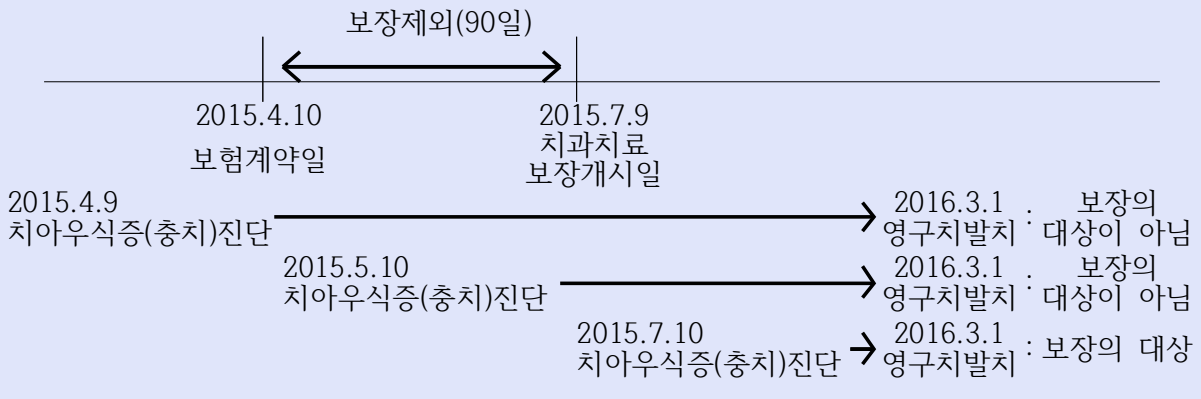 보장제외(90일)
2015.4.10
보험계약일
2015.7.9
치과치료
보장개시일
2015.4.9
치아우식증(충치)진단
2016.3.1
영구치발치
: 보장의
대상이 아님
2015.5.10
치아우식증(충치)진단
2016.3.1
영구치발치
: 보장의
대상이 아님
2015.7.10
치아우식증(충치)진단
2016.3.1
영구치발치
: 보장의 대상